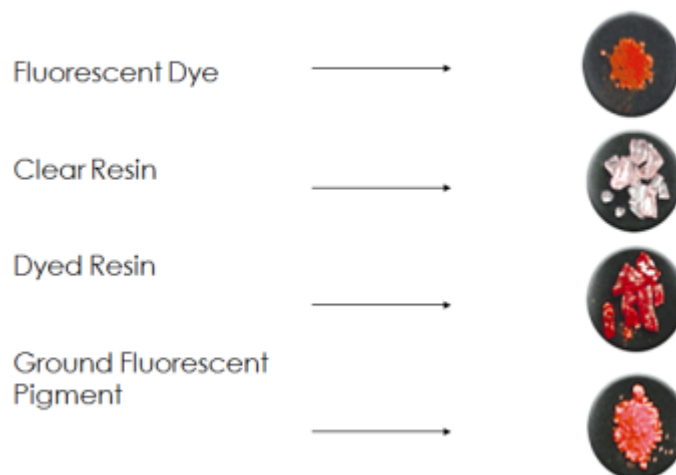 Fluorescent Dye
Clear Resin
Dyed Resin
Ground Fluorescent
Pigment